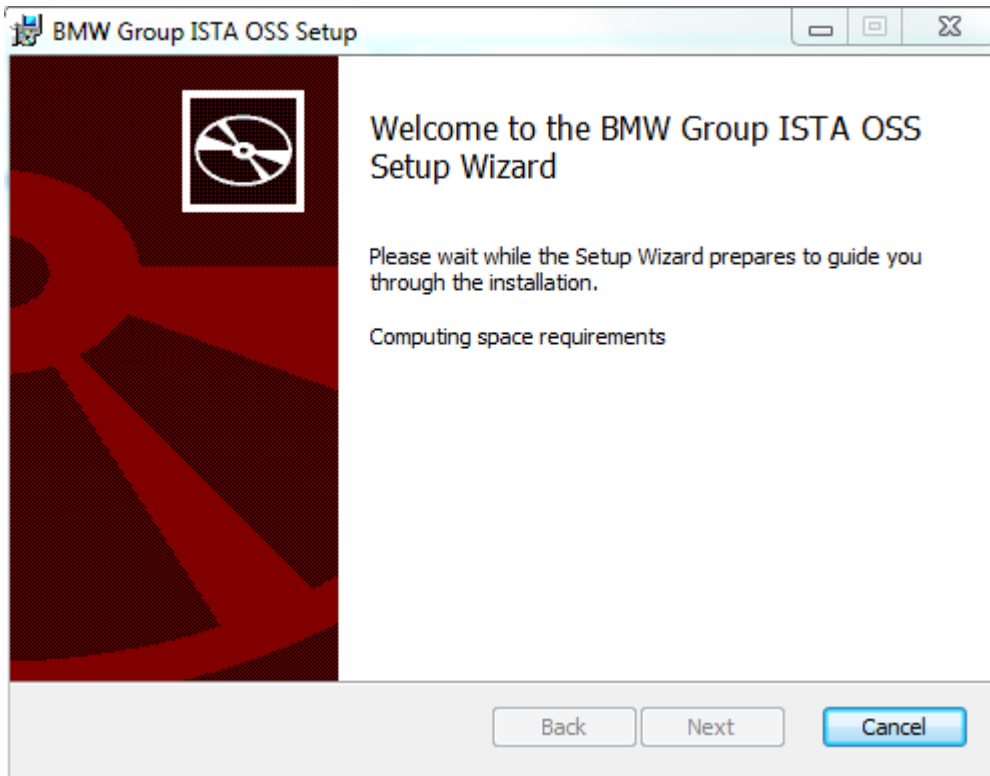 BMW Group ISTA OSS Setup
Welcome to the BMW Group ISTA OSS
Setup Wizard
Please wait while the Setup Wizard prepares to guide you
through the installation.
Computing space requirements
Back
Next
Cancel